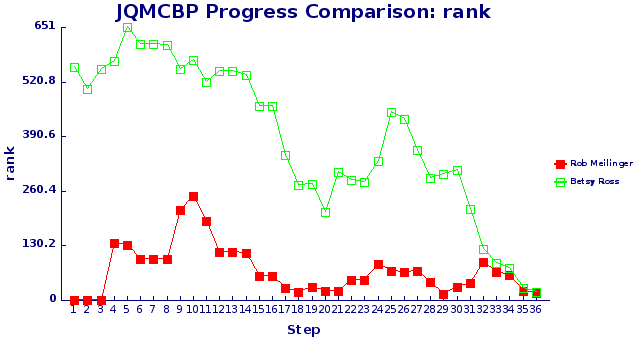 JQMCBP Progress Comparison: rank
651
520.8
390.6
260.4
130.2
0
rank
1 2 3 4 5 6 7 8 9 10 11 12 13 14 15 16 17 18 19 20 21 22 23 24 25 26 27 28 29 30 31 32 33 34 35 36
Step
Rob Meilinger
Betsy Ross